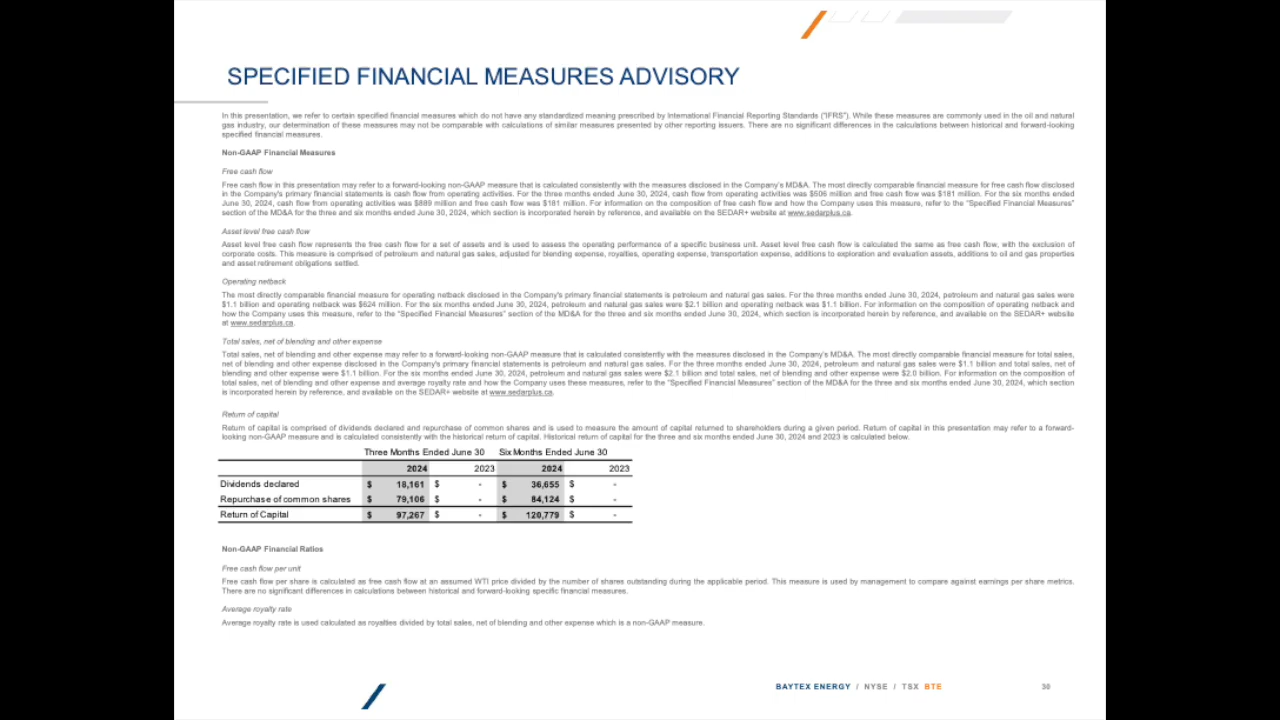 SPECIFIED FINANCIAL MEASURES ADVISORY
In this presentation, we refer to certain specified financial measures which do not have any standardized meaning prescribed by International Financial Reporting Standards ("IFRS"). While these measures are commonly used in the oil and natural
gas industry, our determination of these measures may not be comparable with calculations of similar measures presented by other reporting issuers. There are no significant differences in the calculations between historical and forward-looking
specified financial measures.
Non-GAAP Financial Measures
Free cash flow
Free cash flow in this presentation may refer to a forward-looking non-GAAP measure that is calculated consistently with the measures disclosed in the Company's MD&A. The most directly comparable financial measure for free cash flow disclosed
in the Company's primary financial statements is cash flow from operating activities. For the three months ended June 30, 2024, cash flow from operating activities was $506 million and free cash flow was $181 million. For the six months ended
June 30, 2024, cash flow from operating activities was $889 million and free cash flow was $181 million. For information on the composition of free cash flow and how the Company uses this measure, refer to the "Specified Financial Measures"
section of the MD&A for the three and six months ended June 30, 2024, which section is incorporated herein by reference, and available on the SEDAR+ website at www.sedarplus.ca.
Asset level free cash flow
Asset level free cash flow represents the free cash flow for a set of assets and is used to assess the operating performance of a specific business unit. Asset level free cash flow is calculated the same as free cash flow, with the exclusion of
corporate costs. This measure is comprised of petroleum and natural gas sales, adjusted for blending expense, royalties, operating expense, transportation expense, additions to exploration and evaluation assets, additions to oil and gas properties
and asset retirement obligations settled.
Operating netback
The most directly comparable financial measure for operating netback disclosed in the Company's primary financial statements is petroleum and natural gas sales. For the three months ended June 30, 2024, petroleum and natural gas sales were
$1.1 billion and operating netback was $624 million. For the six months ended June 30, 2024, petroleum and natural gas sales were $2.1 billion and operating netback was $1.1 billion. For information on the composition of operating netback and
how the Company uses this measure, refer to the "Specified Financial Measures" section of the MD&A for the three and six months ended June 30, 2024, which section is incorporated herein by reference, and available on the SEDAR+ website
at www.sedarplus.ca.
Total sales, net of blending and other expense
Total sales, net of blending and other expense may refer to a forward-looking non-GAAP measure that is calculated consistently with the measures disclosed in the Company's MD&A. The most directly comparable financial measure for total sales,
net of blending and other expense disclosed in the Company's primary financial statements is petroleum and natural gas sales. For the three months ended June 30, 2024, petroleum and natural gas sales were $1.1 billion and total sales, net of
blending and other expense were $1.1 billion. For the six months ended June 30, 2024, petroleum and natural gas sales were $2.1 billion and total sales, net of blending and other expense were $2.0 billion. For information on the composition of
total sales, net of blending and other expense and average royalty rate and how the Company uses these measures, refer to the "Specified Financial Measures" section of the MD&A for the three and six months ended June 30, 2024, which section
is incorporated herein by reference, and available on the SEDAR+ website at www.sedarplus.ca.
Return of capital
Return of capital is comprised of dividends declared and repurchase of common shares and is used to measure the amount of capital returned to shareholders during a given period. Return of capital in this presentation may refer to a forward-
looking non-GAAP measure and is calculated consistently with the historical return of capital. Historical return of capital for the three and six months ended June 30, 2024 and 2023 is calculated below.
Three Months Ended June 30 Six Months Ended June 30
2024 2023 2024 2023
Dividends declared $ 18,161 $ - $ 36,655 $ -
Repurchase of common shares $ 79,106 $ - $ 84,124 $ -
Return of Capital $ 97,267 $ - $ 120,779 $ -
Non-GAAP Financial Ratios
Free cash flow per unit
Free cash flow per share is calculated as free cash flow at an assumed WTI price divided by the number of shares outstanding during the applicable period. This measure is used by management to compare against earnings per share metrics.
There are no significant differences in calculations between historical and forward-looking specific financial measures.
Average royalty rate
Average royalty rate is used calculated as royalties divided by total sales, net of blending and other expense which is a non-GAAP measure.
BAYTEX ENERGY / NYSE / TSX BTE 30